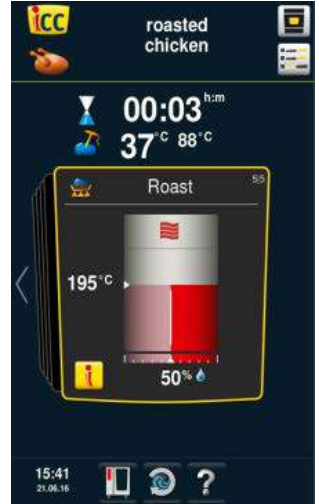 icc
roasted
chicken
00:03 h:m
37 °C 88 °C
Roast 5|5
195 °C
i
50 %
15:41
21.06.16
?